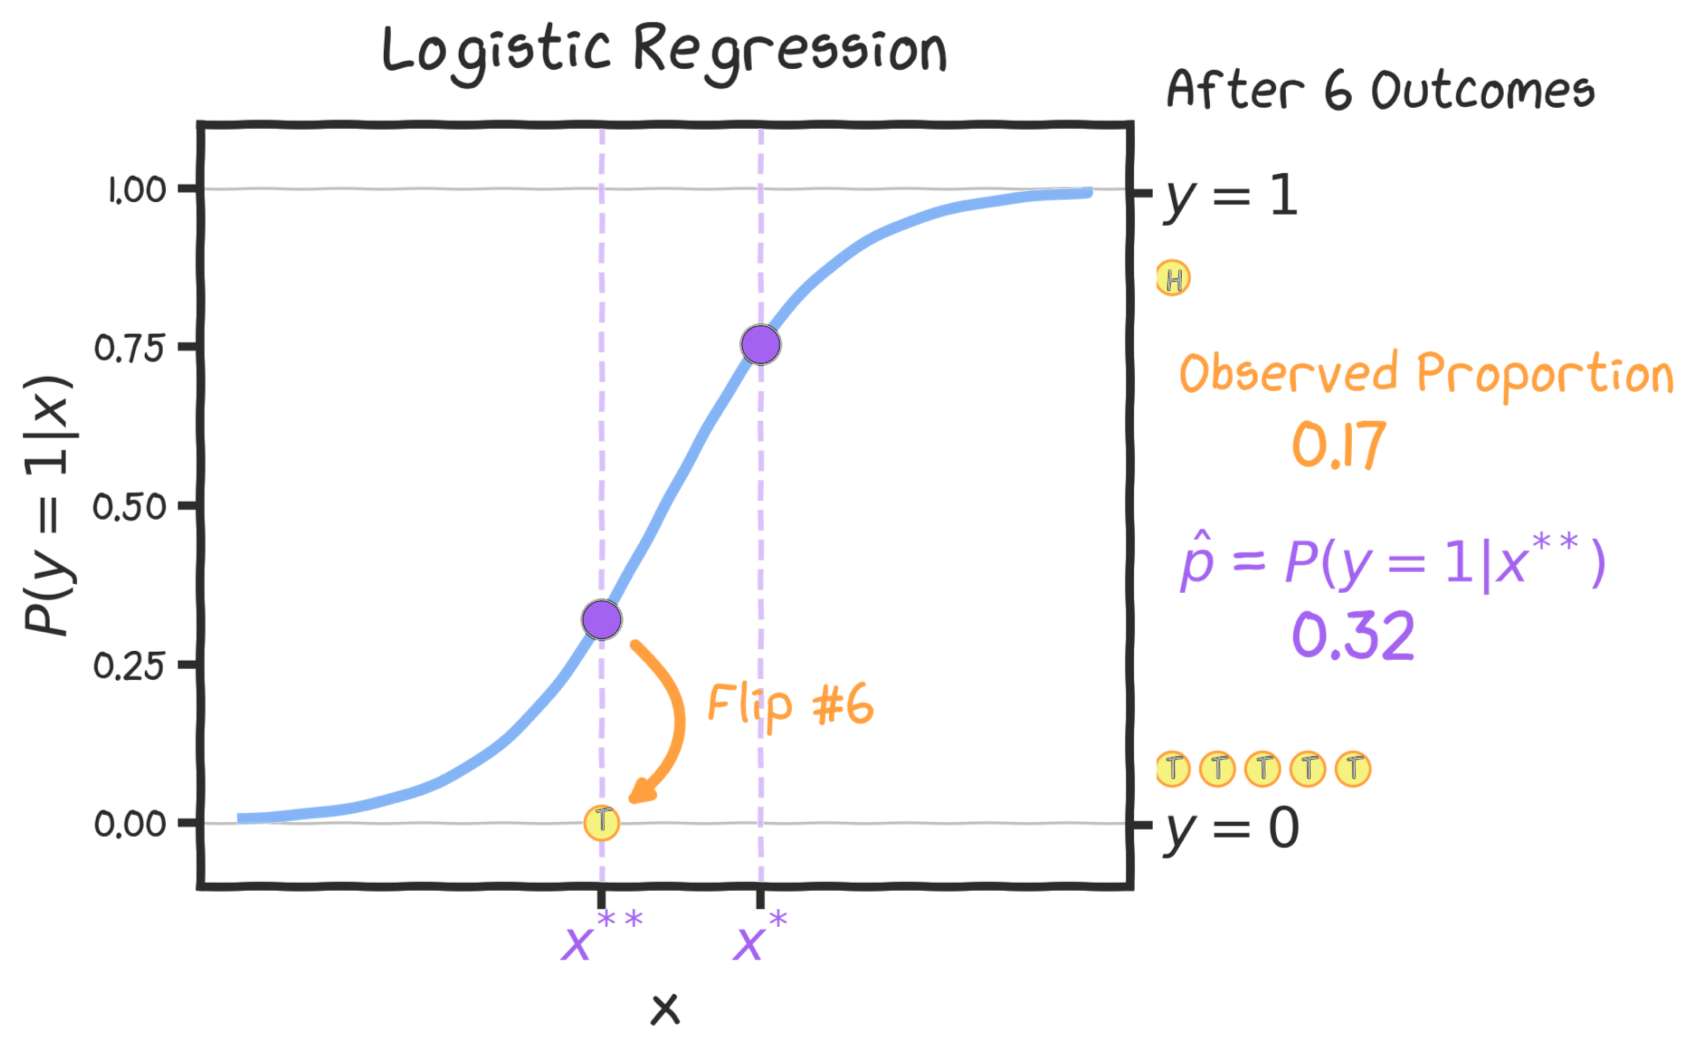 Logistic Regression
After 6 Outcomes
1.00
y = 1
H
0.75
Observed Proportion
0.17
P(y = 1|x)
0.50
p̂ = P(y = 1|x**)
0.32
0.25
Flip #6
T T T T T
0.00
T
y = 0
x** x*
x